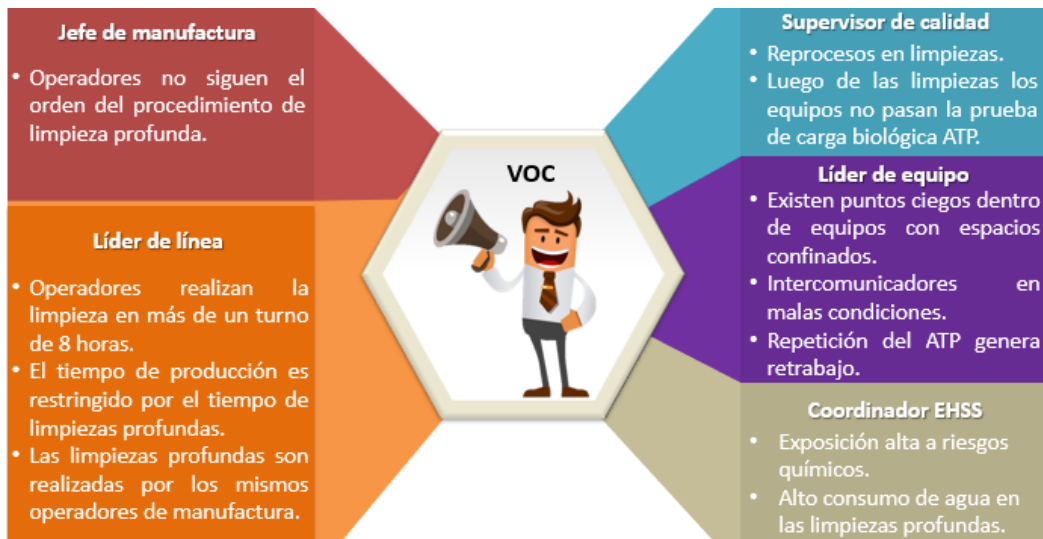 Jefe de manufactura
• Operadores no siguen el
orden del procedimiento de
limpieza profunda.
Líder de línea
• Operadores realizan la
limpieza en más de un turno
de 8 horas.
• El tiempo de producción es
restringido por el tiempo de
limpiezas profundas.
• Las limpiezas profundas son
realizadas por los mismos
operadores de manufactura.
VOC
Supervisor de calidad
• Reprocesos en limpiezas.
• Luego de las limpiezas los
equipos no pasan la prueba
de carga biológica ATP.
Líder de equipo
• Existen puntos ciegos dentro
de equipos con espacios
confinados.
• Intercomunicadores en
malas condiciones.
• Repetición del ATP genera
retrabajo.
Coordinador EHSS
• Exposición alta a riesgos
químicos.
• Alto consumo de agua en
las limpiezas profundas.